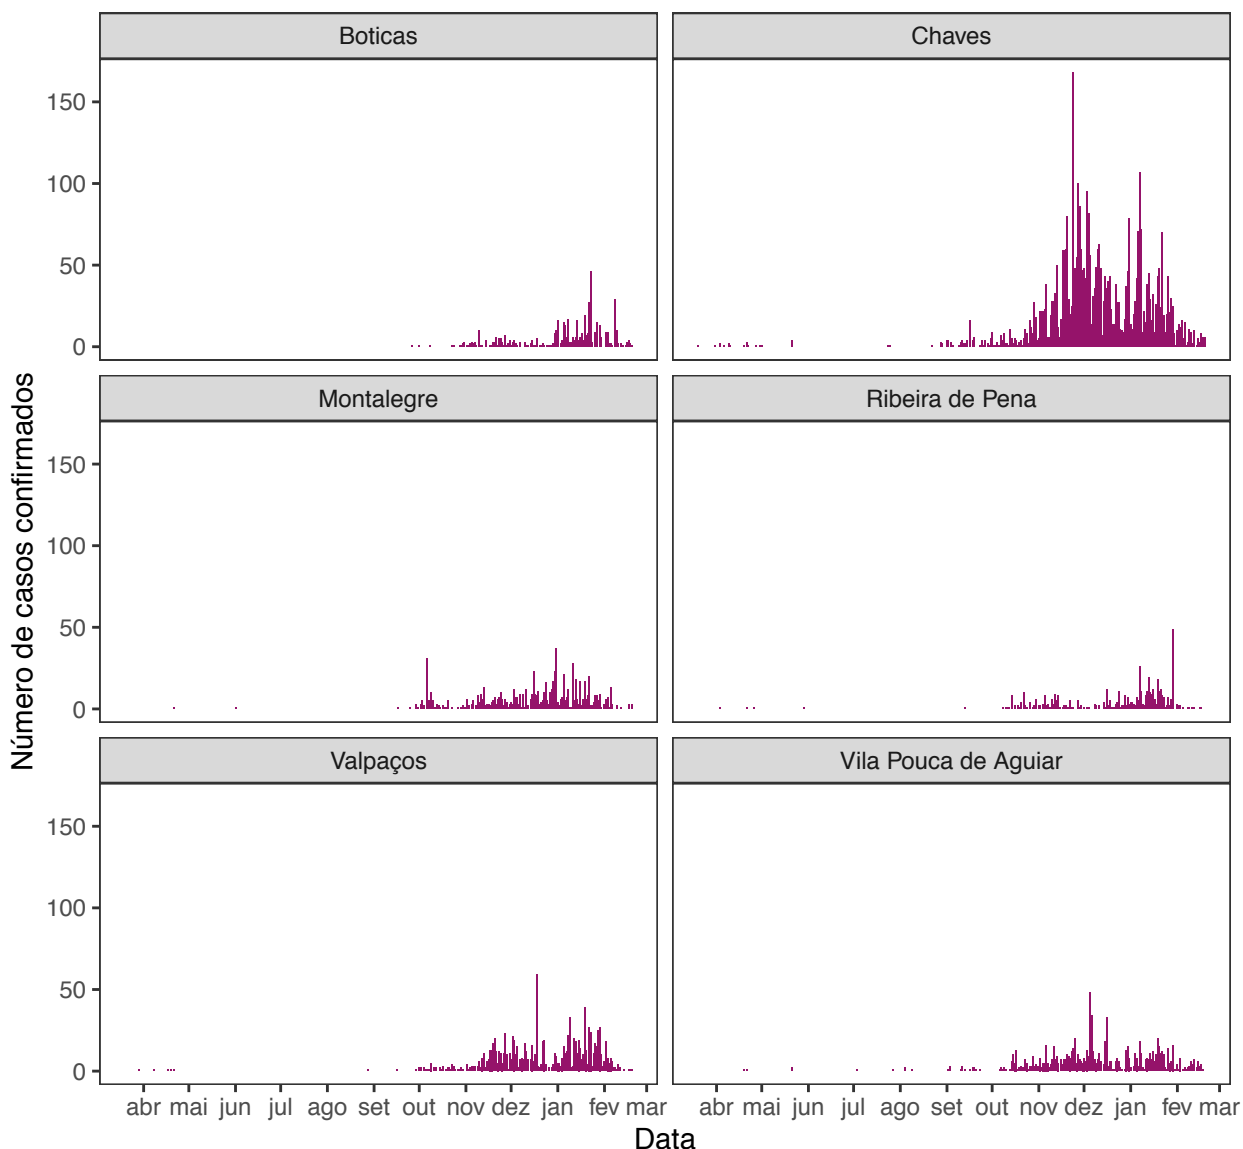 Boticas
Chaves
150
100
50
0
Montalegre
Ribeira de Pena
150
100
50
0
Valpaços
Vila Pouca de Aguiar
150
100
50
0
abr mai jun jul ago set out nov dez jan fev mar
abr mai jun jul ago set out nov dez jan fev mar
Data
Número de casos confirmados